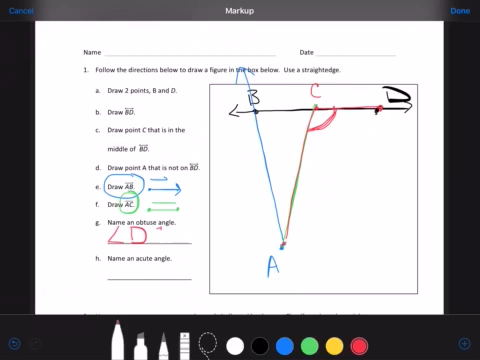 Cancel Markup Done
Name Date
1. Follow the directions below to draw a figure in the box below. Use a straightedge.
a. Draw 2 points, B and D.
b. Draw BD.
c. Draw point C that is in the
middle of BD.
d. Draw point A that is not on BD.
e. Draw AB.
f. Draw AC.
g. Name an obtuse angle.
∠D
h. Name an acute angle.
B C D
A